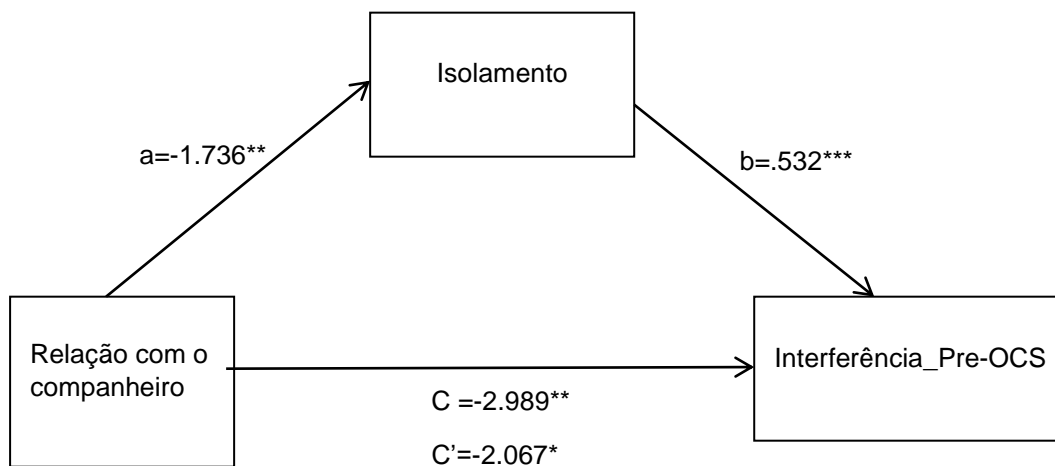 Isolamento
a=-1.736**
b=.532***
Relação com o
companheiro
Interferência_Pre-OCS
C =-2.989**
C’=-2.067*